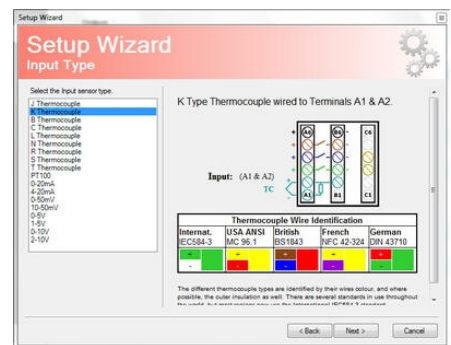 Setup Wizard
Setup Wizard
Input Type
Select the Input sensor type.
J Thermocouple
K Thermocouple
B Thermocouple
C Thermocouple
L Thermocouple
N Thermocouple
R Thermocouple
S Thermocouple
T Thermocouple
PT100
0-20mA
4-20mA
0-50mV
10-50mV
0-5V
1-5V
0-10V
2-10V
K Type Thermocouple wired to Terminals A1 & A2.
A4 B4 C6
Input: (A1 & A2)
TC
A1 B1 C1
Thermocouple Wire Identification
Internat. USA ANSI British French German
IEC584-3 MC 96.1 BS1843 NFC 42-324 DIN 43710
+ + + + +
- - - - -
The different thermocouple types are identified by their wires colour, and where
possible, the outer insulation as well. There are several standards in use throughout
< Back Next > Cancel